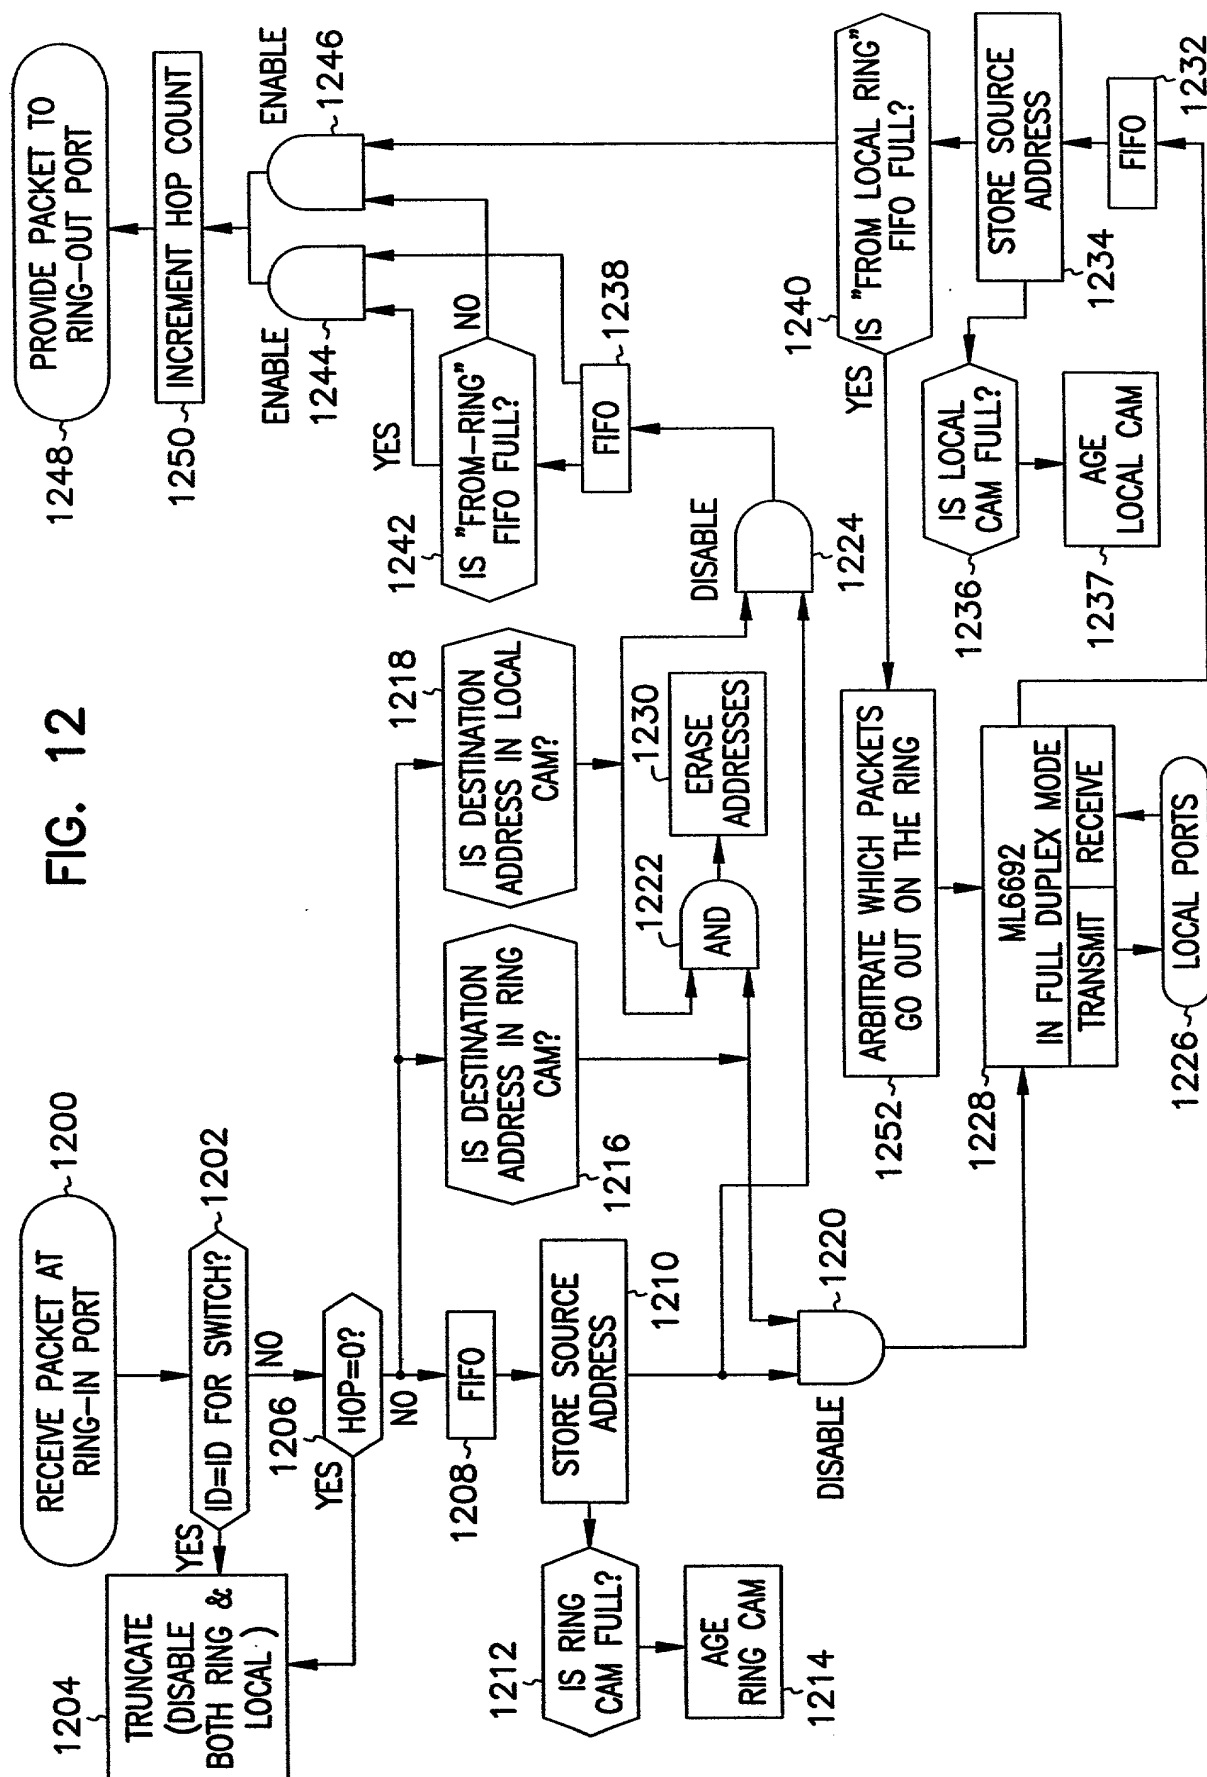 FIG. 12
RECEIVE PACKET AT
RING-IN PORT
1200
ID=ID FOR SWITCH?
1202
YES
NO
TRUNCATE
(DISABLE
BOTH RING &
LOCAL)
1204
HOP=0?
1206
YES
NO
FIFO
1208
STORE SOURCE
ADDRESS
1210
IS RING
CAM FULL?
1212
AGE
RING CAM
1214
IS DESTINATION
ADDRESS IN RING
CAM?
1216
IS DESTINATION
ADDRESS IN LOCAL
CAM?
1218
DISABLE
1220
AND
1222
ERASE
ADDRESSES
1230
DISABLE
1224
ARBITRATE WHICH PACKETS
GO OUT ON THE RING
1252
ML6692
IN FULL DUPLEX MODE
TRANSMIT
RECEIVE
1228
LOCAL PORTS
1226
FIFO
1232
STORE SOURCE
ADDRESS
1234
IS LOCAL
CAM FULL?
1236
AGE
LOCAL CAM
1237
IS "FROM LOCAL RING"
FIFO FULL?
1240
YES
FIFO
1238
IS "FROM-RING"
FIFO FULL?
1242
YES
NO
ENABLE
1244
ENABLE
1246
INCREMENT HOP COUNT
1250
PROVIDE PACKET TO
RING-OUT PORT
1248